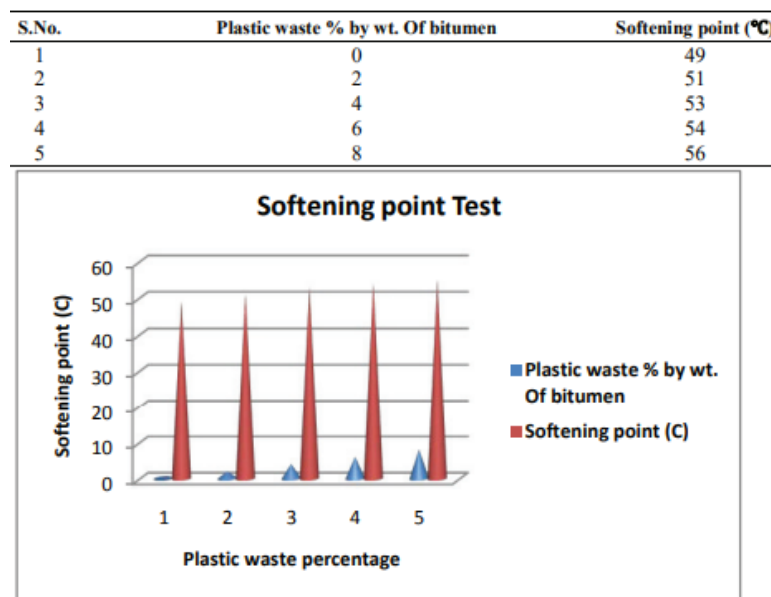 S.No. Plastic waste % by wt. Of bitumen Softening point (℃)
1 0 49
2 2 51
3 4 53
4 6 54
5 8 56
Softening point Test
60
50
40
30
20
10
0
Softening point (C)
1 2 3 4 5
Plastic waste percentage
Plastic waste % by wt.
Of bitumen
Softening point (C)